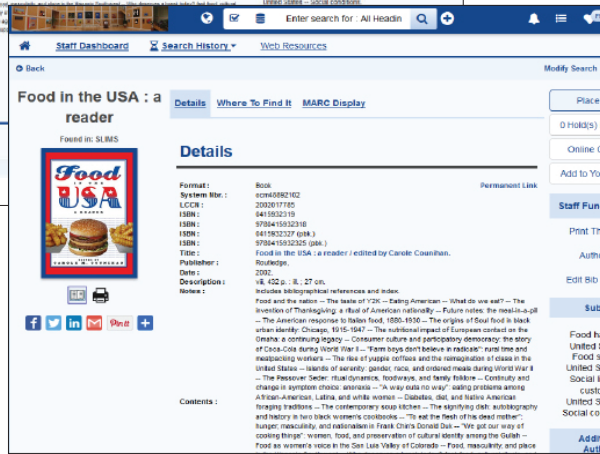 United States -- Social conditions.
Enter search for : All Headin
Staff Dashboard
Search History
Web Resources
Back
Modify Search
Food in the USA : a reader
Found in: SLIMS
Food
IN THE
USA
A READER
Details
Where To Find It
MARC Display
Details
Permanent Link
Format : Book
System Nbr. : ocm48892102
LCCN : 2002017785
ISBN : 0415932319
ISBN : 9780415932318
ISBN : 0415932327 (pbk.)
ISBN : 9780415932325 (pbk.)
Title : Food in the USA : a reader / edited by Carole Counihan.
Publisher : Routledge,
Date : 2002.
Description : viii, 432 p. : ill. ; 27 cm.
Notes : Includes bibliographical references and index.
Contents :
Food and the nation -- The taste of Y2K -- Eating American -- What do we eat? -- The
invention of Thanksgiving: a ritual of American nationality -- Future notes: the meal-in-a-pill
-- The American response to Italian food, 1880-1930 -- The origins of Soul food in black
urban identity: Chicago, 1915-1947 -- The nutritional impact of European contact on the
Omaha: a continuing legacy -- Consumer culture and participatory democracy: the story
of Coca-Cola during World War II -- "Farm boys don't believe in radicals": rural time and
meatpacking workers -- The rise of yuppie coffees and the reimagination of class in the
United States -- Islands of serenity: gender, race, and ordered meals during World War II
-- The Passover Seder: ritual dynamics, foodways, and family folklore -- Continuity and
change in symptom choice: anorexia -- "A way outa no way": eating problems among
African-American, Latina, and white women -- Diabetes, diet, and Native American
foraging traditions -- The contemporary soup kitchen -- The signifying dish: autobiography
and history in two black women's cookbooks -- "To eat the flesh of his dead mother":
hunger, masculinity, and nationalism in Frank Chin's Donald Duk -- "We got our way of
cooking things": women, food, and preservation of cultural identity among the Gullah --
Food as women's voice in the San Luis Valley of Colorado -- Food, masculinity, and place
Pin it
Place
0 Hold(s)
Online
Add to Yo
Staff Fun
Print Th
Auth
Edit Bib
Sub
Food ha
United S
Food s
United S
Social l
custo
United S
Social co
Addit
Auth